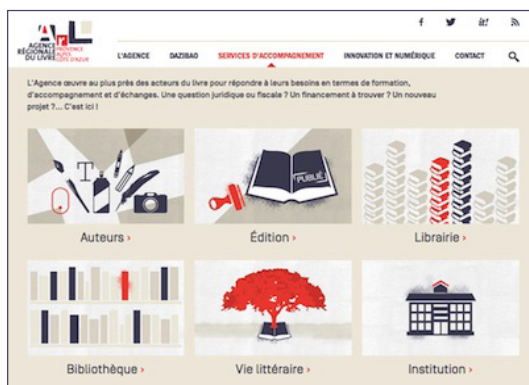 f it!
ArL
AGENCE PROVENCE
RÉGIONALE ALPES
DU LIVRE CÔTE D'AZUR
L'AGENCE DAZIBAO SERVICES D'ACCOMPAGNEMENT INNOVATION ET NUMÉRIQUE CONTACT
L'Agence œuvre au plus près des acteurs du livre pour répondre à leurs besoins en termes de formation,
d'accompagnement et d'échanges. Une question juridique ou fiscale ? Un financement à trouver ? Un nouveau
projet ?... C'est ici !
T
PUBLIÉ
Auteurs › Édition › Librairie ›
Bibliothèque › Vie littéraire › Institution ›